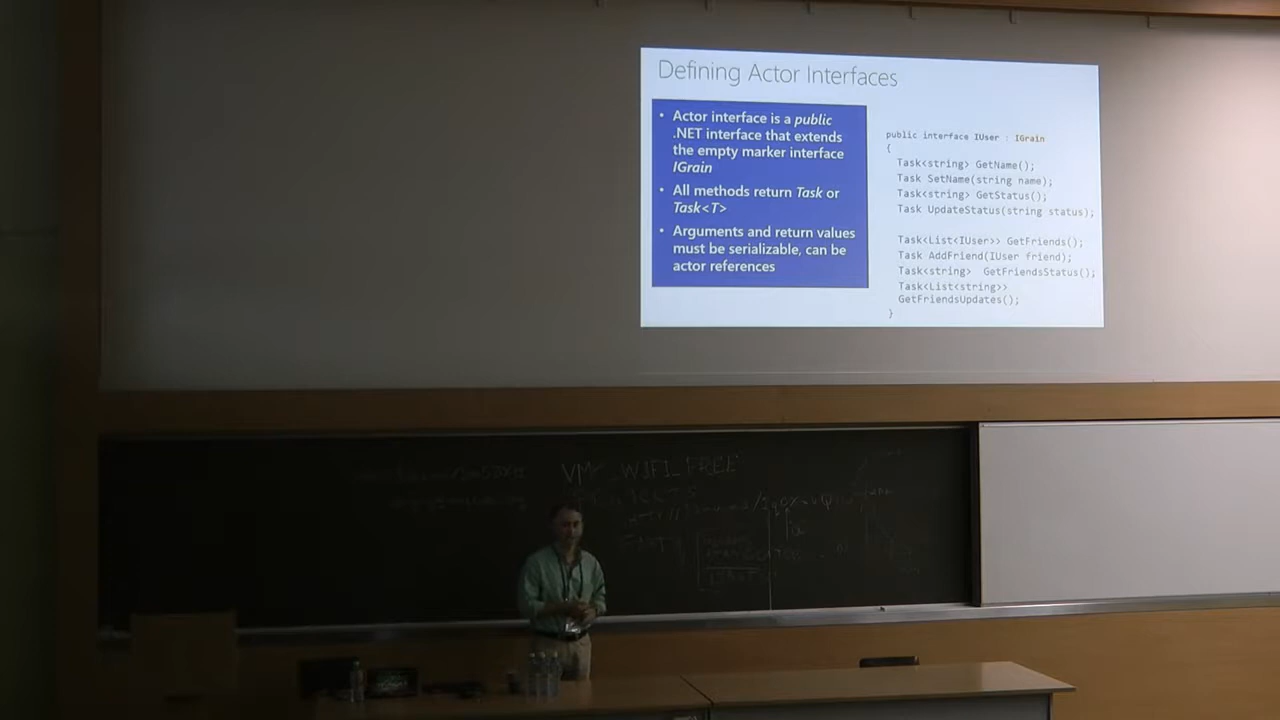 Defining Actor Interfaces
• Actor interface is a public
.NET interface that extends
the empty marker interface
IGrain
• All methods return Task or
Task<T>
• Arguments and return values
must be serializable, can be
actor references
public interface IUser : IGrain
{
Task<string> GetName();
Task SetName(string name);
Task<string> GetStatus();
Task UpdateStatus(string status);
Task<List<IUser>> GetFriends();
Task AddFriend(IUser friend);
Task<string> GetFriendsStatus();
Task<List<string>>
GetFriendsUpdates();
}
WIFI_FREE